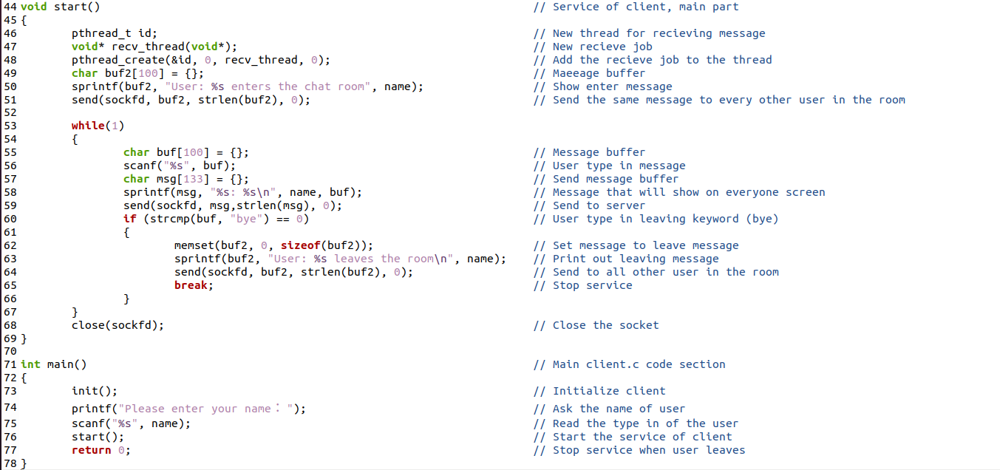 44 void start() // Service of client, main part
45 {
46 pthread_t id; // New thread for recieving message
47 void* recv_thread(void*); // New recieve job
48 pthread_create(&id, 0, recv_thread, 0); // Add the recieve job to the thread
49 char buf2[100] = {}; // Maeeage buffer
50 sprintf(buf2, "User: %s enters the chat room", name); // Show enter message
51 send(sockfd, buf2, strlen(buf2), 0); // Send the same message to every other user in the room
52
53 while(1)
54 {
55 char buf[100] = {}; // Message buffer
56 scanf("%s", buf); // User type in message
57 char msg[133] = {}; // Send message buffer
58 sprintf(msg, "%s: %s\n", name, buf); // Message that will show on everyone screen
59 send(sockfd, msg,strlen(msg), 0); // Send to server
60 if (strcmp(buf, "bye") == 0) // User type in leaving keyword (bye)
61 {
62 memset(buf2, 0, sizeof(buf2)); // Set message to leave message
63 sprintf(buf2, "User: %s leaves the room\n", name); // Print out leaving message
64 send(sockfd, buf2, strlen(buf2), 0); // Send to all other user in the room
65 break; // Stop service
66 }
67 }
68 close(sockfd); // Close the socket
69 }
70
71 int main() // Main client.c code section
72 {
73 init(); // Initialize client
74 printf("Please enter your name："); // Ask the name of user
75 scanf("%s", name); // Read the type in of the user
76 start(); // Start the service of client
77 return 0; // Stop service when user leaves
78 }